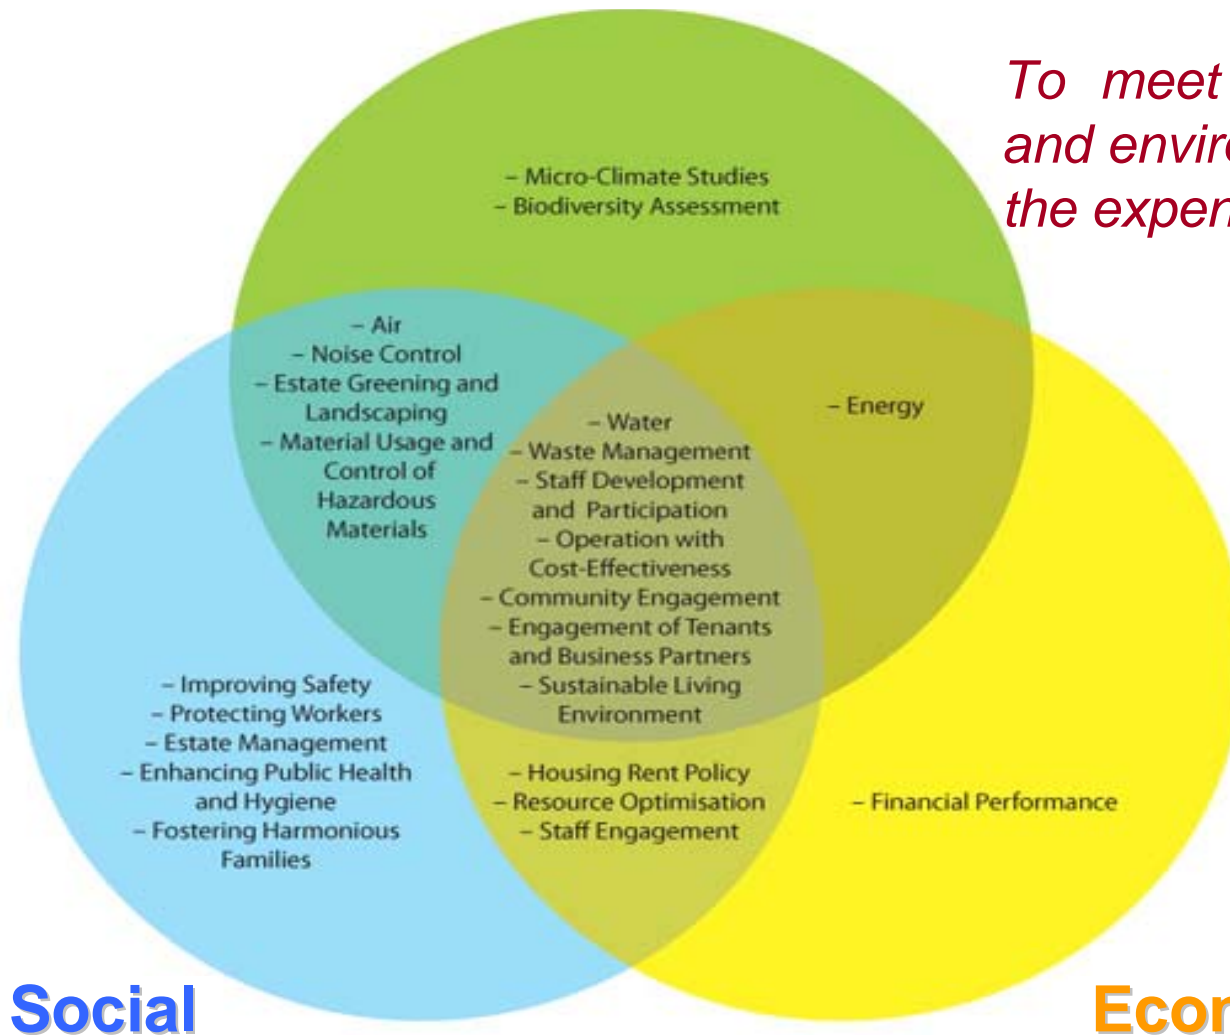 To meet
and enviro
the expen
– Micro-Climate Studies
– Biodiversity Assessment
– Air
– Noise Control
– Estate Greening and
Landscaping
– Material Usage and
Control of
Hazardous
Materials
– Energy
– Water
– Waste Management
– Staff Development
and Participation
– Operation with
Cost-Effectiveness
– Community Engagement
– Engagement of Tenants
and Business Partners
– Sustainable Living
Environment
– Improving Safety
– Protecting Workers
– Estate Management
– Enhancing Public Health
and Hygiene
– Fostering Harmonious
Families
– Housing Rent Policy
– Resource Optimisation
– Staff Engagement
– Financial Performance
Social
Econ